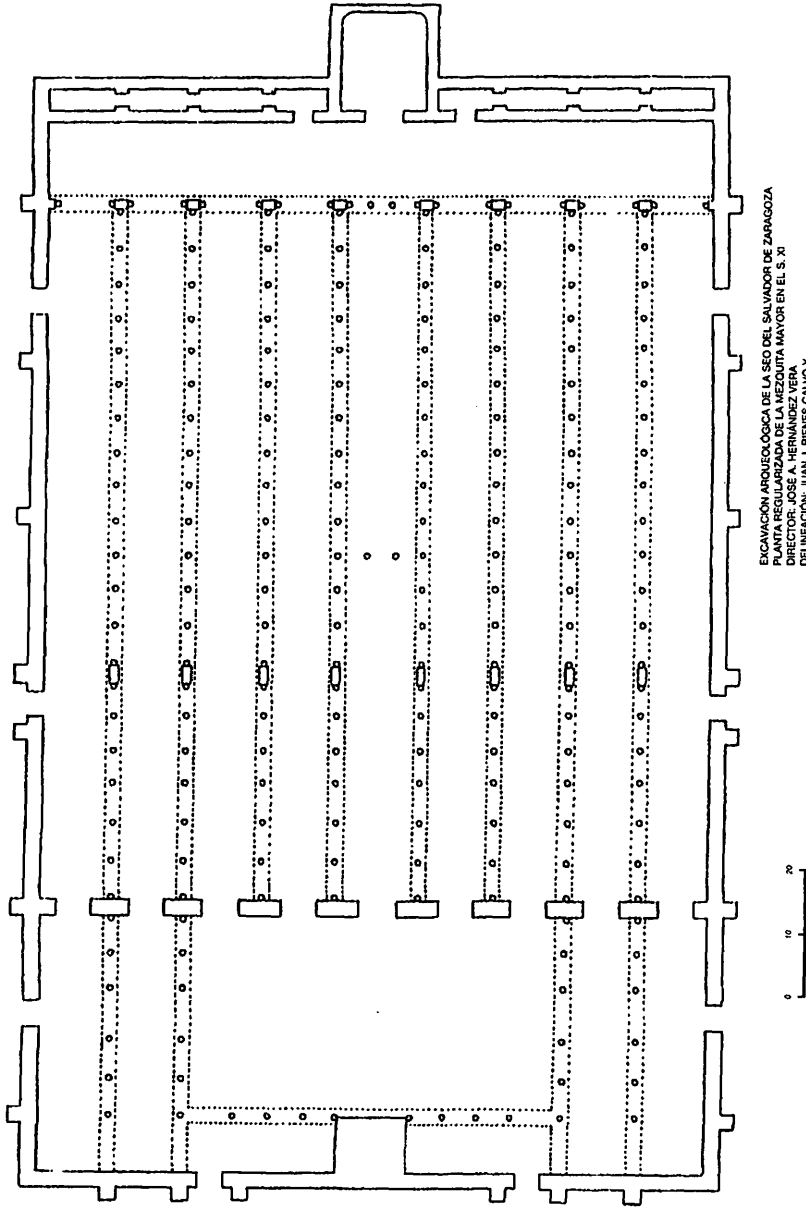 EXCAVACIÓN ARQUEOLÓGICA DE LA SEO DEL SALVADOR DE ZARAGOZA
PLANTA REGULARIZADA DE LA MEZQUITA MAYOR EN EL S. XI
DIRECTOR: JOSE A. HERNÁNDEZ VERA
DELINEACIÓN: JUAN J. BIENES CALVO
0 10 20